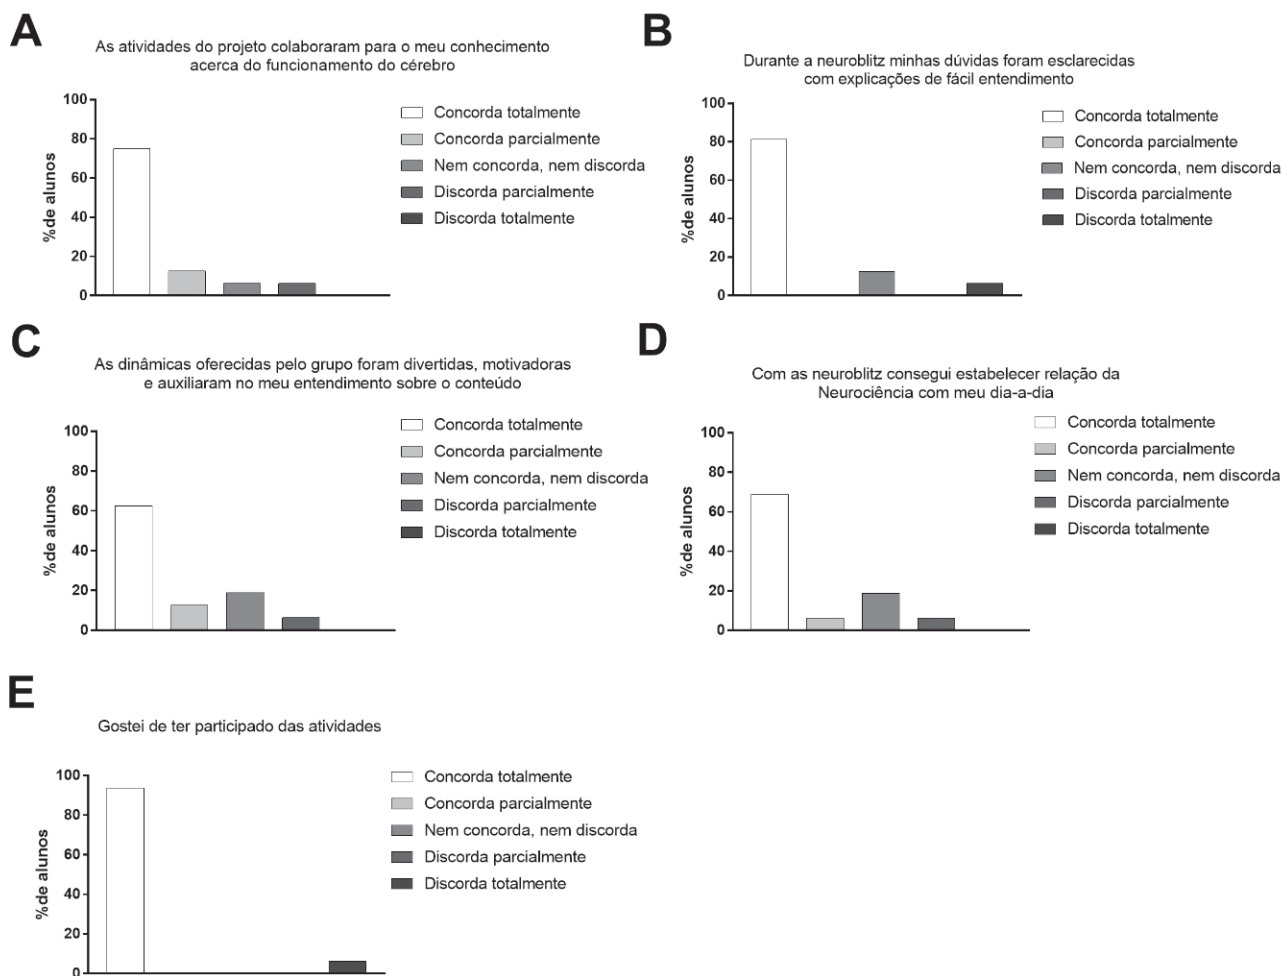 A
As atividades do projeto colaboraram para o meu conhecimento
acerca do funcionamento do cérebro
100
80
60
40
20
0
%de alunos
Concorda totalmente
Concorda parcialmente
Nem concorda, nem discorda
Discorda parcialmente
Discorda totalmente
B
Durante a neuroblitz minhas dúvidas foram esclarecidas
com explicações de fácil entendimento
100
80
60
40
20
0
%de alunos
Concorda totalmente
Concorda parcialmente
Nem concorda, nem discorda
Discorda parcialmente
Discorda totalmente
C
As dinâmicas oferecidas pelo grupo foram divertidas, motivadoras
e auxiliaram no meu entendimento sobre o conteúdo
100
80
60
40
20
0
%de alunos
Concorda totalmente
Concorda parcialmente
Nem concorda, nem discorda
Discorda parcialmente
Discorda totalmente
D
Com as neuroblitz consegui estabelecer relação da
Neurociência com meu dia-a-dia
100
80
60
40
20
0
%de alunos
Concorda totalmente
Concorda parcialmente
Nem concorda, nem discorda
Discorda parcialmente
Discorda totalmente
E
Gostei de ter participado das atividades
100
80
60
40
20
0
%de alunos
Concorda totalmente
Concorda parcialmente
Nem concorda, nem discorda
Discorda parcialmente
Discorda totalmente